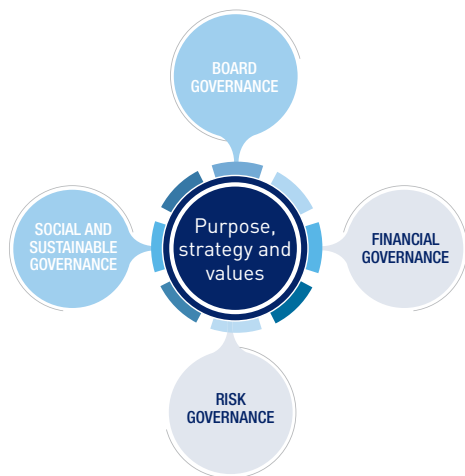 BOARD
GOVERNANCE
SOCIAL AND
SUSTAINABLE
GOVERNANCE
Purpose,
strategy and
values
FINANCIAL
GOVERNANCE
RISK
GOVERNANCE